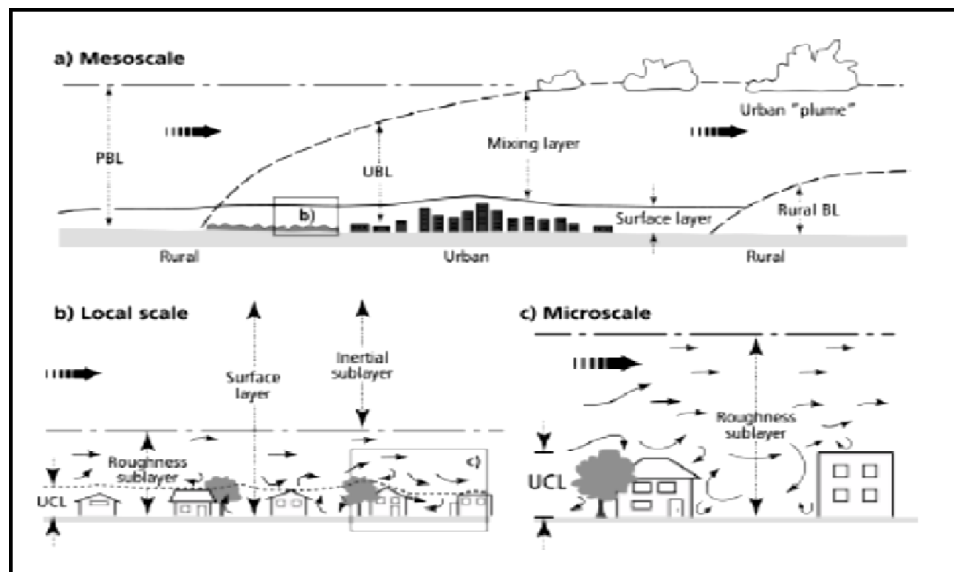 a) Mesoscale
Urban "plume"
PBL
UBL
Mixing layer
b)
Surface layer
Rural BL
Rural
Urban
Rural
b) Local scale
Surface
layer
Inertial
sublayer
Roughness
sublayer
UCL
c)
c) Microscale
Roughness
sublayer
UCL